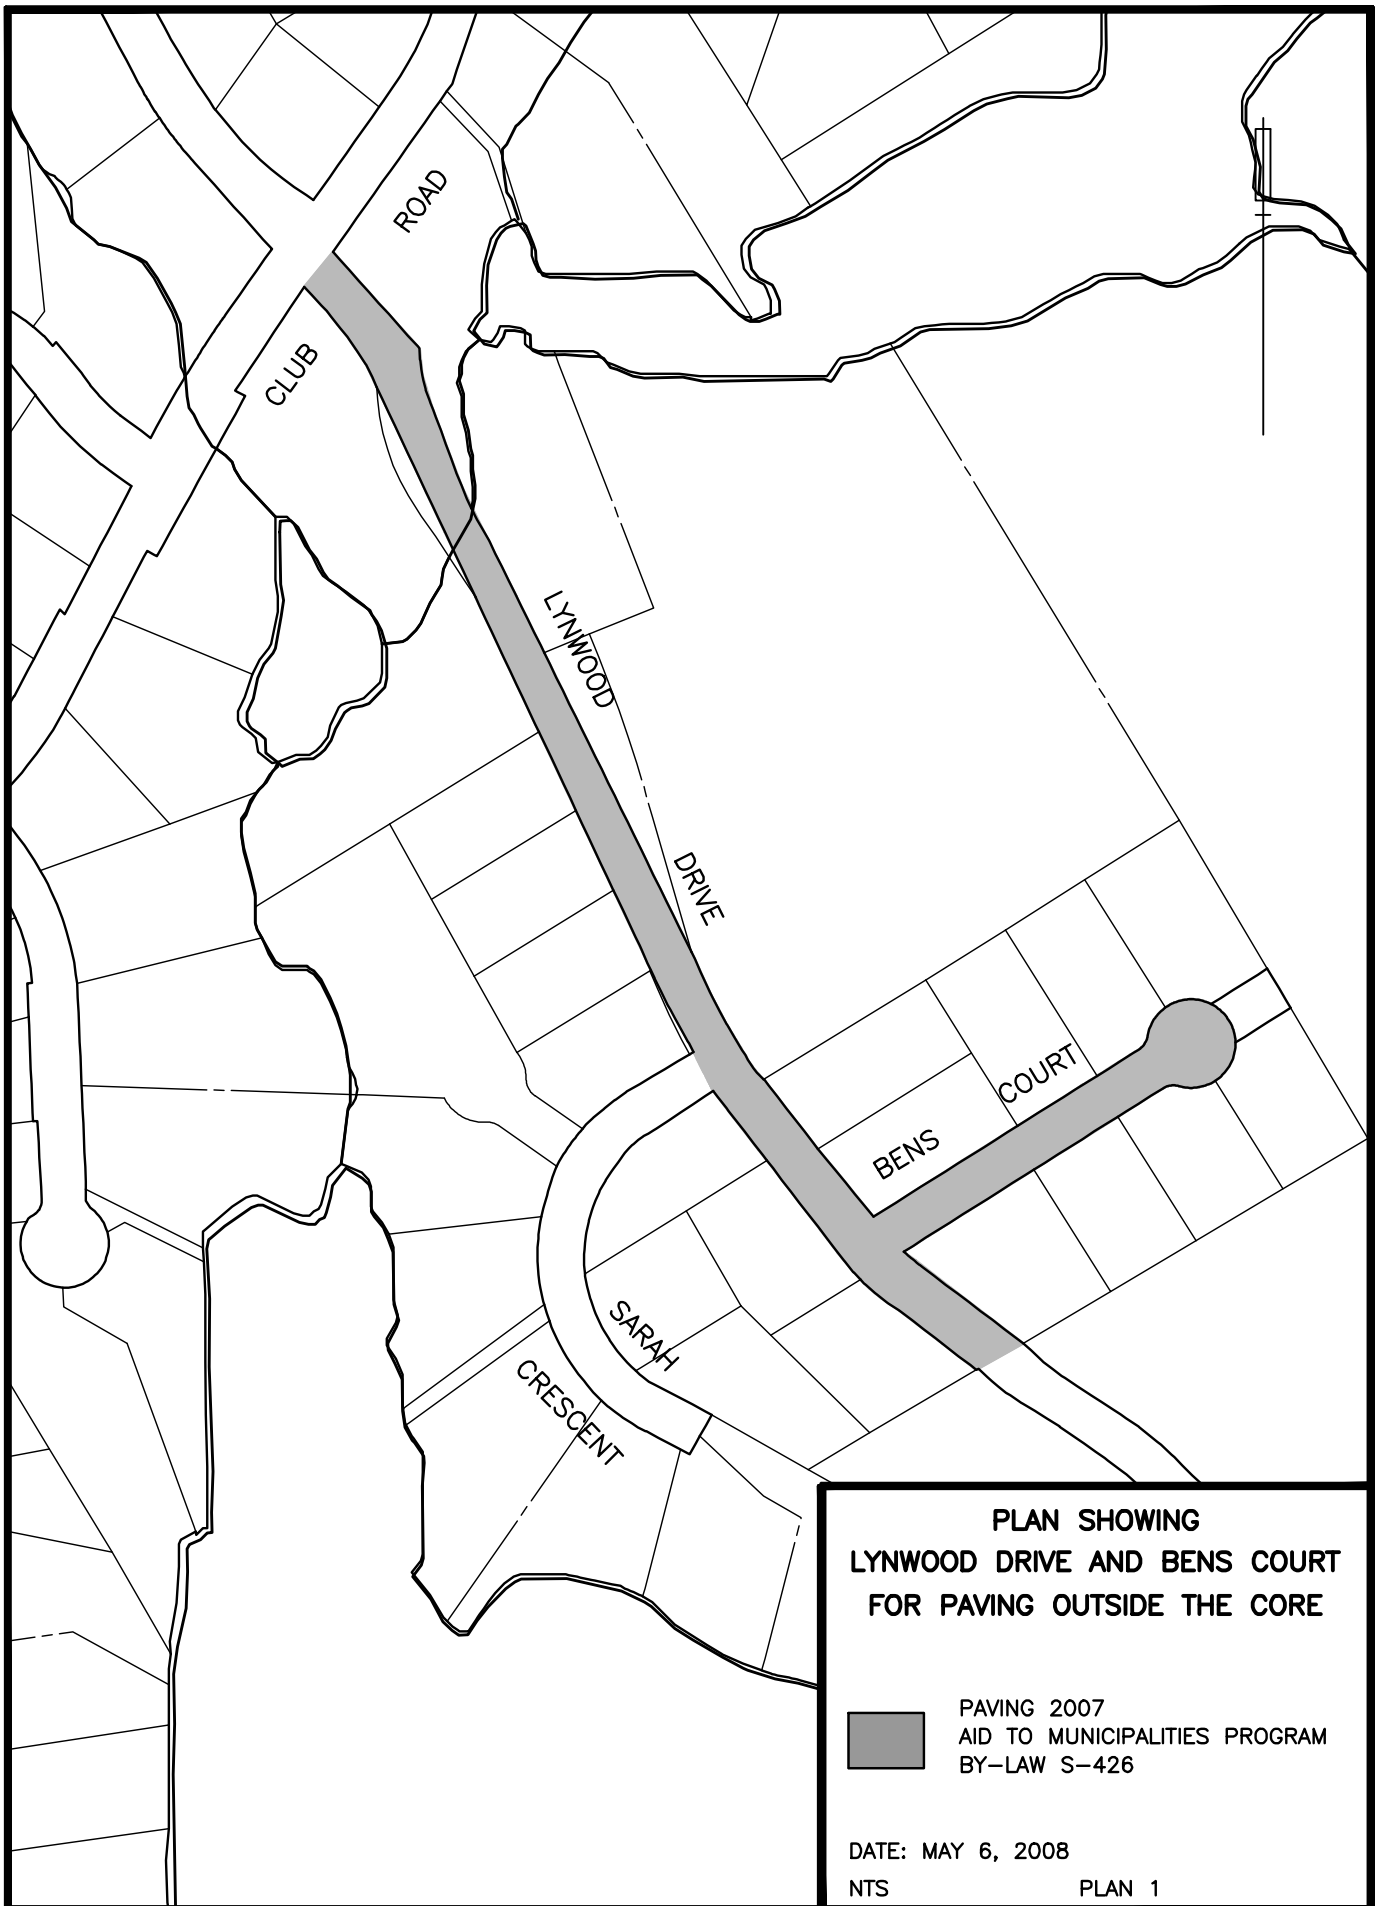 ROAD
CLUB
LYNWOOD
DRIVE
BENS
COURT
SARAH
CRESCENT
PLAN SHOWING
LYNWOOD DRIVE AND BENS COURT
FOR PAVING OUTSIDE THE CORE
PAVING 2007
AID TO MUNICIPALITIES PROGRAM
BY-LAW S-426
DATE: MAY 6, 2008
NTS PLAN 1